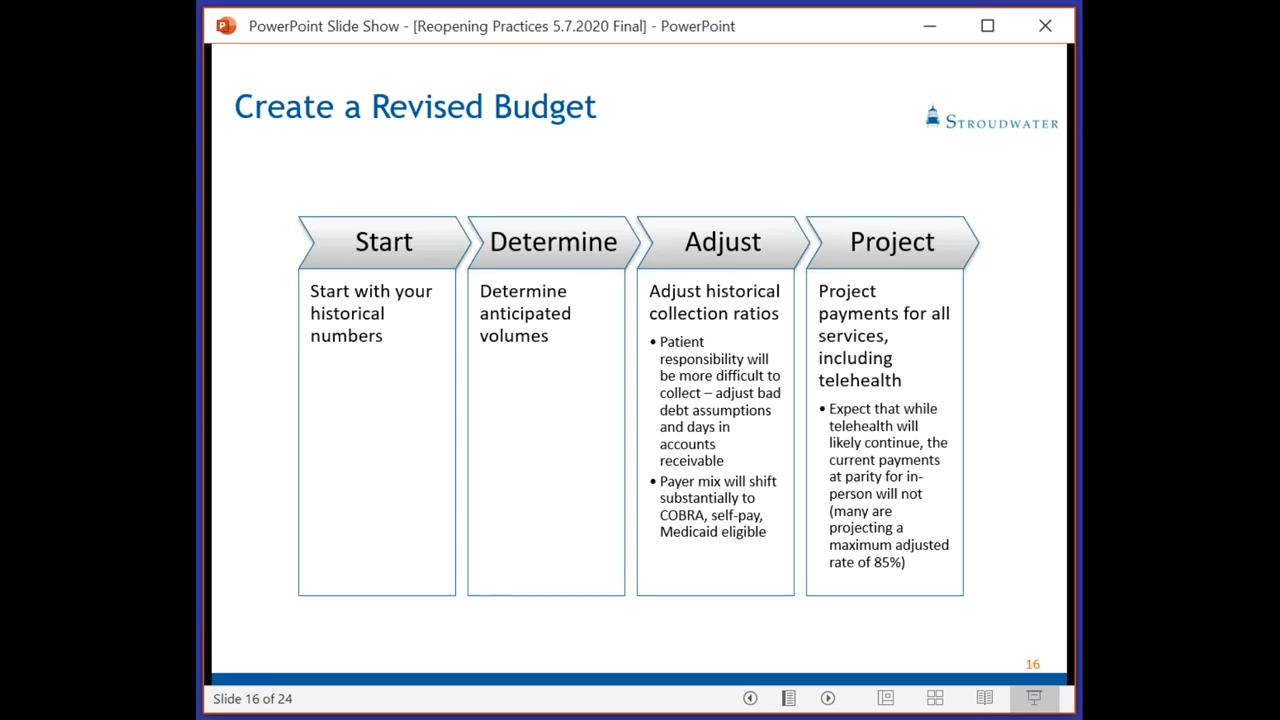 PowerPoint Slide Show - [Reopening Practices 5.7.2020 Final] - PowerPoint
Create a Revised Budget
STROUDWATER
Start
Start with your
historical
numbers
Determine
Determine
anticipated
volumes
Adjust
Adjust historical
collection ratios
• Patient
responsibility will
be more difficult to
collect – adjust bad
debt assumptions
and days in
accounts
receivable
• Payer mix will shift
substantially to
COBRA, self-pay,
Medicaid eligible
Project
Project
payments for all
services,
including
telehealth
• Expect that while
telehealth will
likely continue, the
current payments
at parity for in-
person will not
(many are
projecting a
maximum adjusted
rate of 85%)
16
Slide 16 of 24